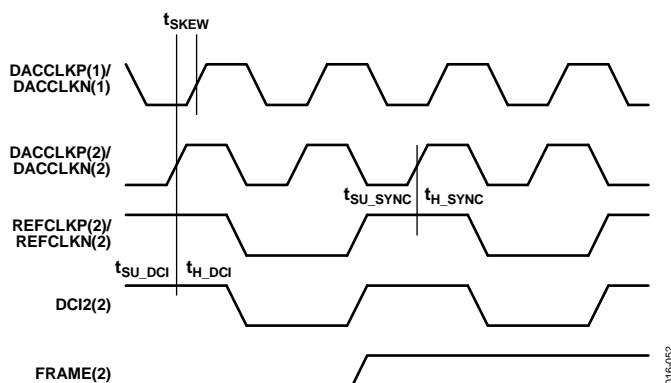 tSKEW
DACCLKP(1)/
DACCLKN(1)
DACCLKP(2)/
DACCLKN(2)
tSU_SYNC tH_SYNC
REFCLKP(2)/
REFCLKN(2)
tSU_DCI tH_DCI
DCI2(2)
FRAME(2)